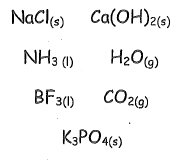 NaCl(s) Ca(OH)2(s)
NH3 (l) H2O(g)
BF3(l) CO2(g)
K3PO4(s)